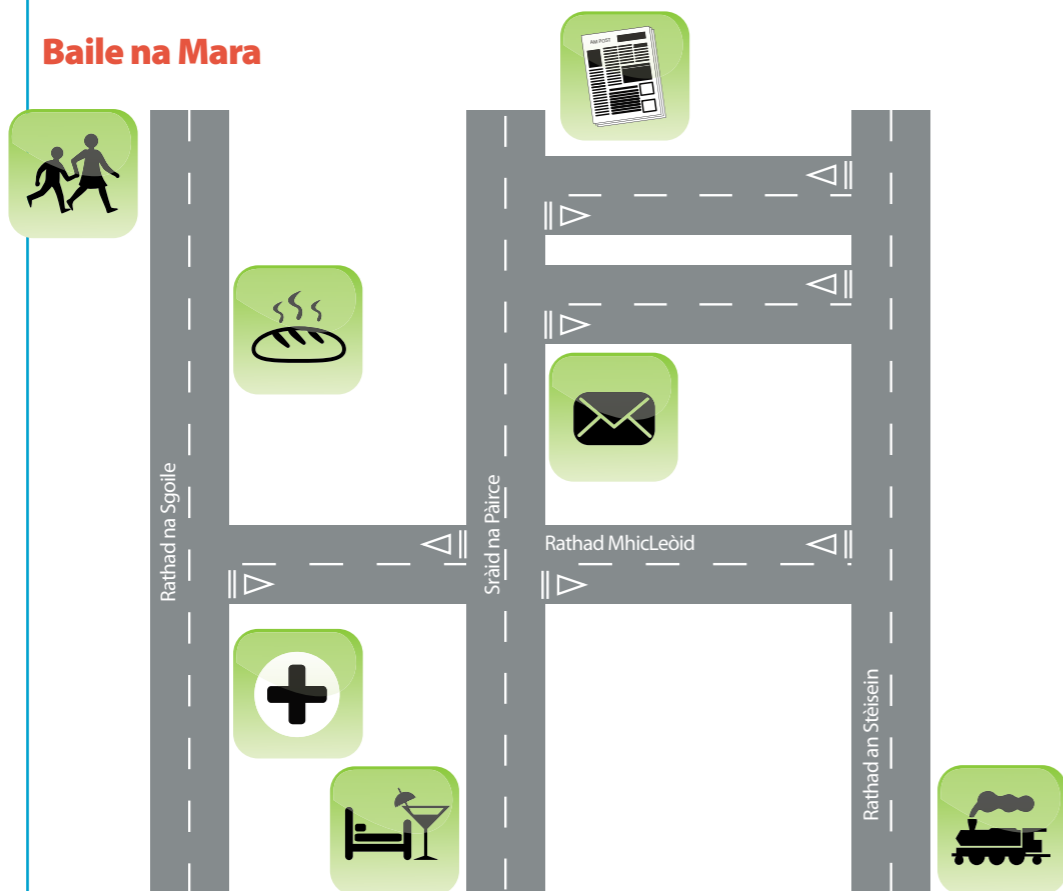 Baile na Mara
Rathad na Sgoile
Sràid na Pàirce
Rathad MhicLeòid
Rathad an Stèisein